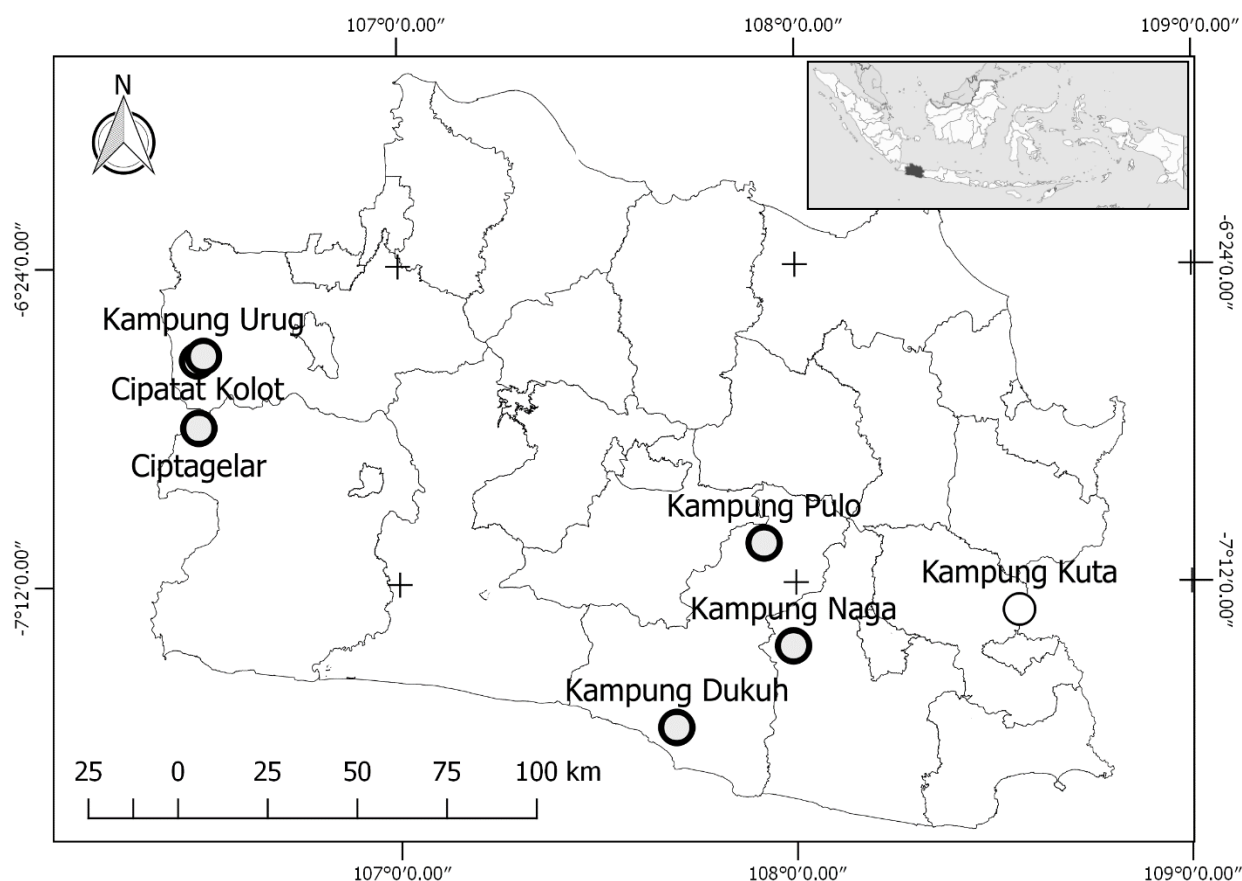 107°0′0.00″ 108°0′0.00″ 109°0′0.00″
N
-6°24′0.00″ -6°24′0.00″
Kampung Urug
Cipatat Kolot
Ciptagelar
Kampung Pulo
-7°12′0.00″ Kampung Kuta -7°12′0.00″
Kampung Naga
Kampung Dukuh
25 0 25 50 75 100 km
107°0′0.00″ 108°0′0.00″ 109°0′0.00″